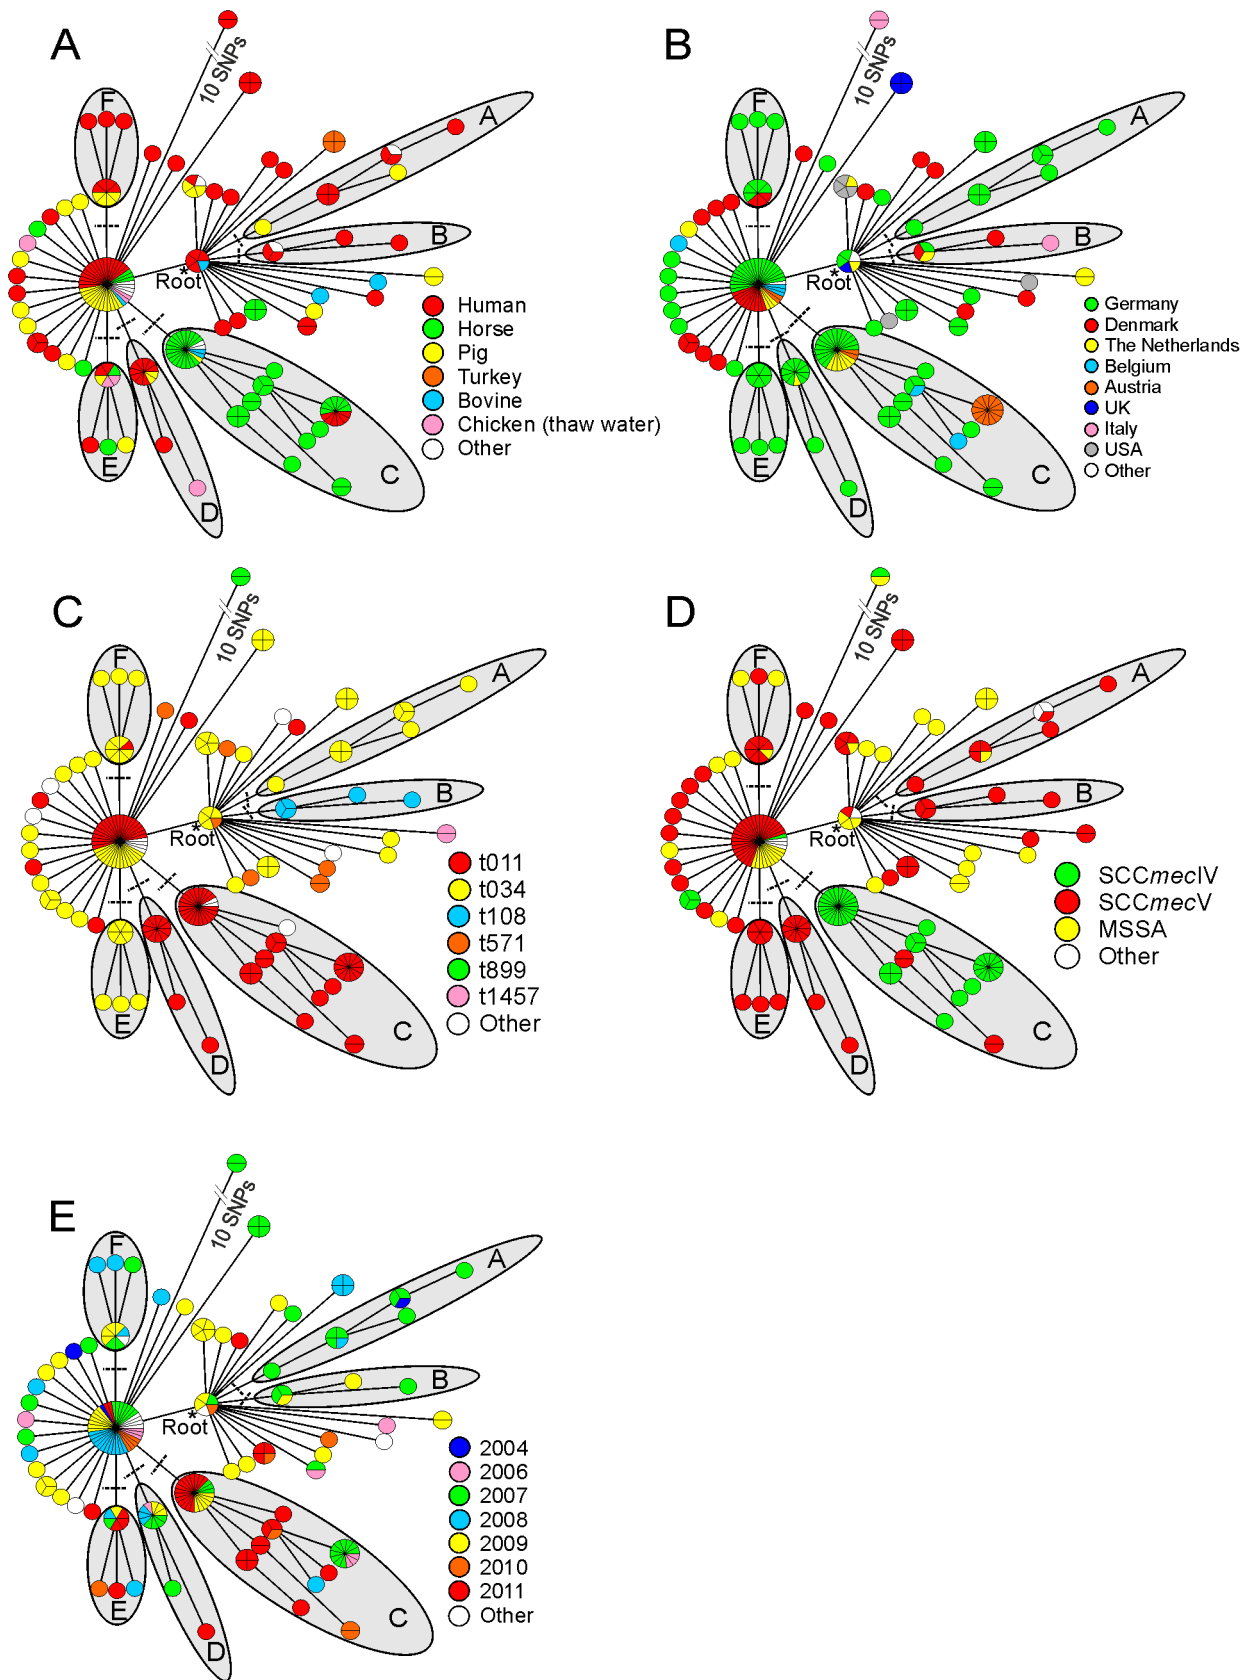 A
10 SNPs
F
A
B
Root
*
E
D
C
Human
Horse
Pig
Turkey
Bovine
Chicken (thaw water)
Other
B
10 SNPs
F
A
B
Root
*
E
D
C
Germany
Denmark
The Netherlands
Belgium
Austria
UK
Italy
USA
Other
C
10 SNPs
F
A
B
Root
*
E
D
C
t011
t034
t108
t571
t899
t1457
Other
D
10 SNPs
F
A
B
Root
*
E
D
C
SCCmecIV
SCCmecV
MSSA
Other
E
10 SNPs
F
A
B
Root
*
E
D
C
2004
2006
2007
2008
2009
2010
2011
Other